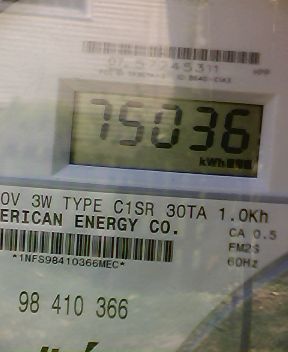 75036
kWh
0V 3W TYPE C1SR 30TA 1.0Kh
ERICAN ENERGY CO.
CA 0.5
FM2S
60Hz
*1NFS98410366MEC*
98 410 366